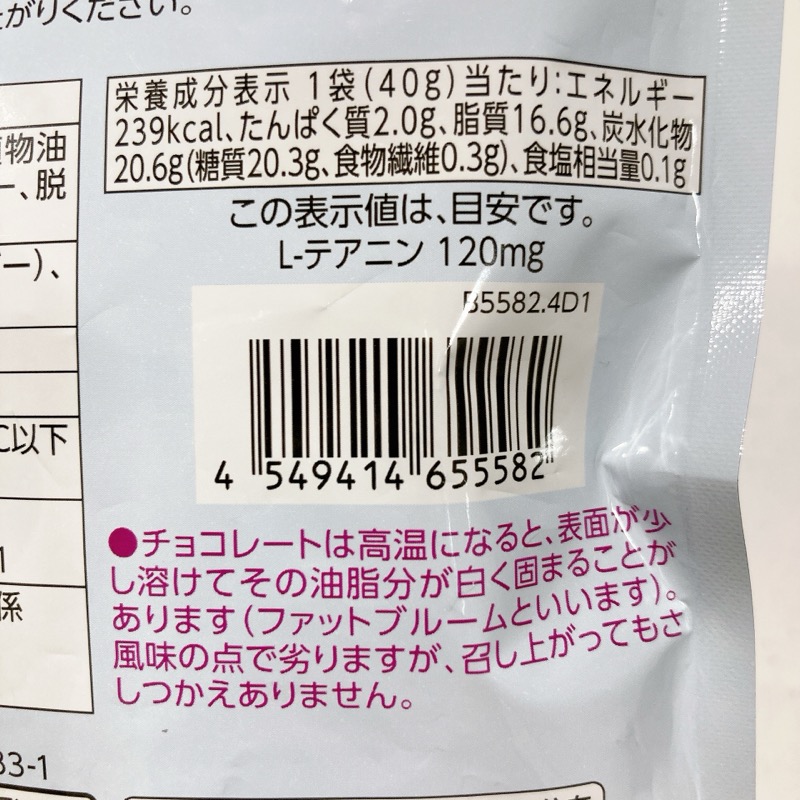 がりください。
栄養成分表示 1袋(40g)当たり:エネルギー
239kcal、たんぱく質2.0g、脂質16.6g、炭水化物
20.6g(糖質20.3g、食物繊維0.3g)、食塩相当量0.1g
この表示値は、目安です。
L-テアニン 120mg
物油
ー、脱
ー)、
C以下
1
係
33-1
B5582.4D1
4 549414 655582
●チョコレートは高温になると、表面が少
し溶けてその油脂分が白く固まることが
あります(ファットブルームといいます)。
風味の点で劣りますが、召し上がってもさ
しつかえありません。